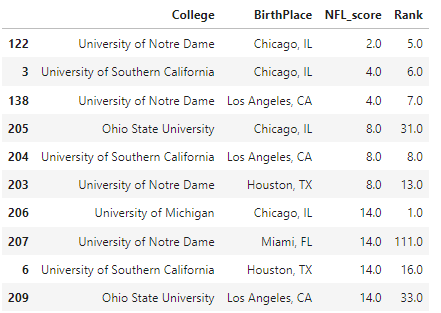 College BirthPlace NFL_score Rank
122 University of Notre Dame Chicago, IL 2.0 5.0
3 University of Southern California Chicago, IL 4.0 6.0
138 University of Notre Dame Los Angeles, CA 4.0 7.0
205 Ohio State University Chicago, IL 8.0 31.0
204 University of Southern California Los Angeles, CA 8.0 8.0
203 University of Notre Dame Houston, TX 8.0 13.0
206 University of Michigan Chicago, IL 14.0 1.0
207 University of Notre Dame Miami, FL 14.0 111.0
6 University of Southern California Houston, TX 14.0 16.0
209 Ohio State University Los Angeles, CA 14.0 33.0